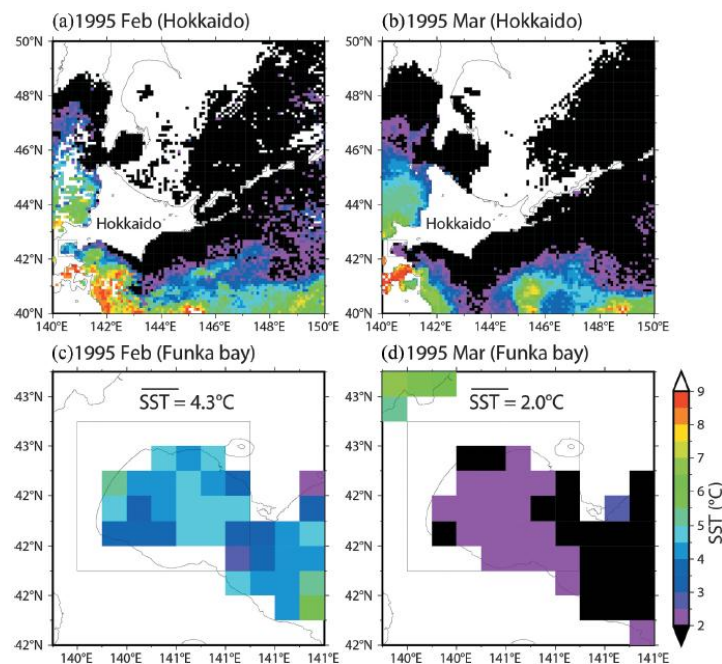 (a)1995 Feb (Hokkaido)
(b)1995 Mar (Hokkaido)
50°N 50°N
48°N 48°N
46°N 46°N
44°N 44°N
Hokkaido Hokkaido
42°N 42°N
40°N 40°N
140°E 142°E 144°E 146°E 148°E 150°E 140°E 142°E 144°E 146°E 148°E 150°E
(c)1995 Feb (Funka bay)
(d)1995 Mar (Funka bay)
43°N 43°N
SST = 4.3°C SST = 2.0°C
43°N 43°N
42°N 42°N
42°N 42°N
42°N 42°N
42°N 42°N
140°E 140°E 141°E 141°E 141°E 141°E 140°E 140°E 141°E 141°E 141°E 141°E
9
8
7
6
5
4
3
2
SST (°C)